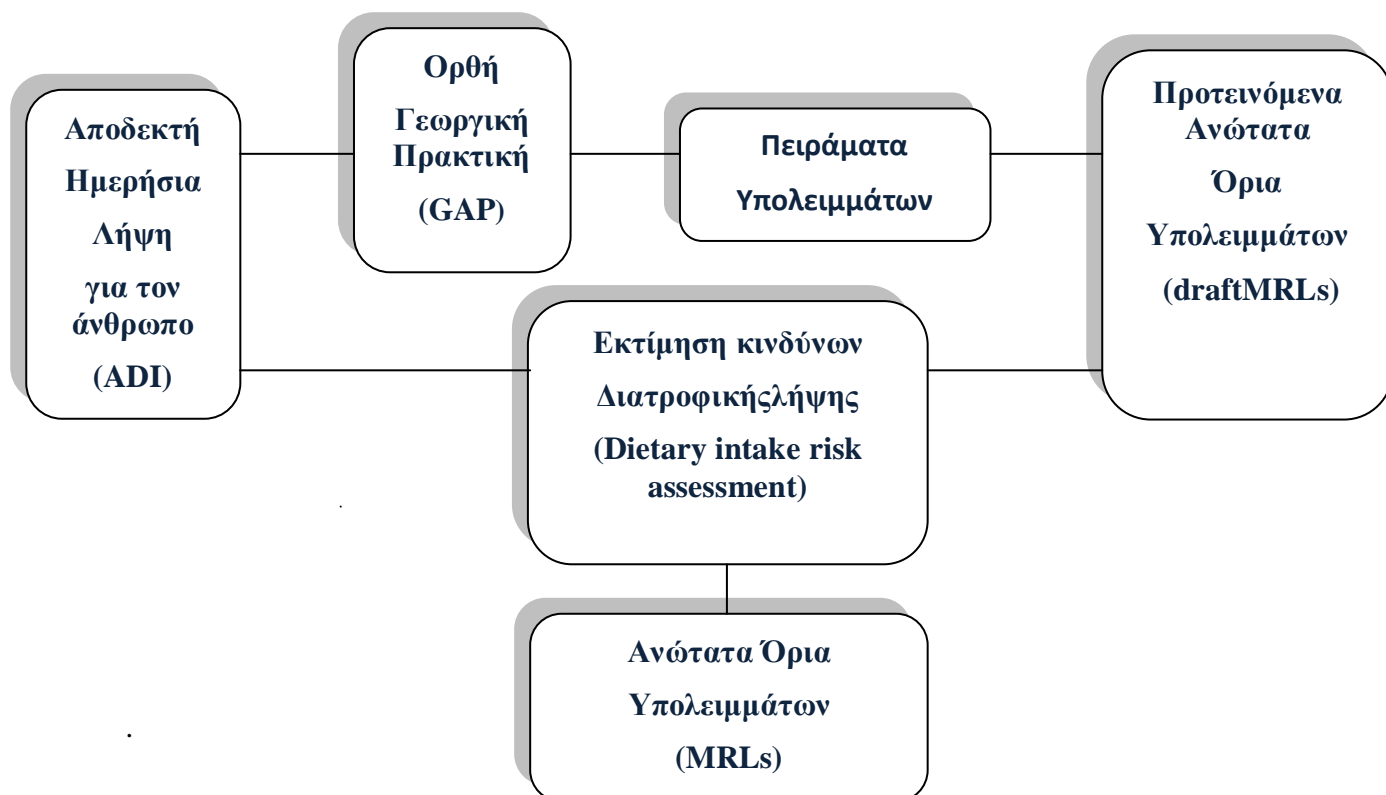 Αποδεκτή
Ημερήσια
Λήψη
για τον
άνθρωπο
(ADI)
Ορθή
Γεωργική
Πρακτική
(GAP)
Πειράματα
Υπολειμμάτων
Προτεινόμενα
Ανώτατα
Όρια
Υπολειμμάτων
(draftMRLs)
Εκτίμηση κινδύνων
Διατροφικήςλήψης
(Dietary intake risk
assessment)
Ανώτατα Όρια
Υπολειμμάτων
(MRLs)